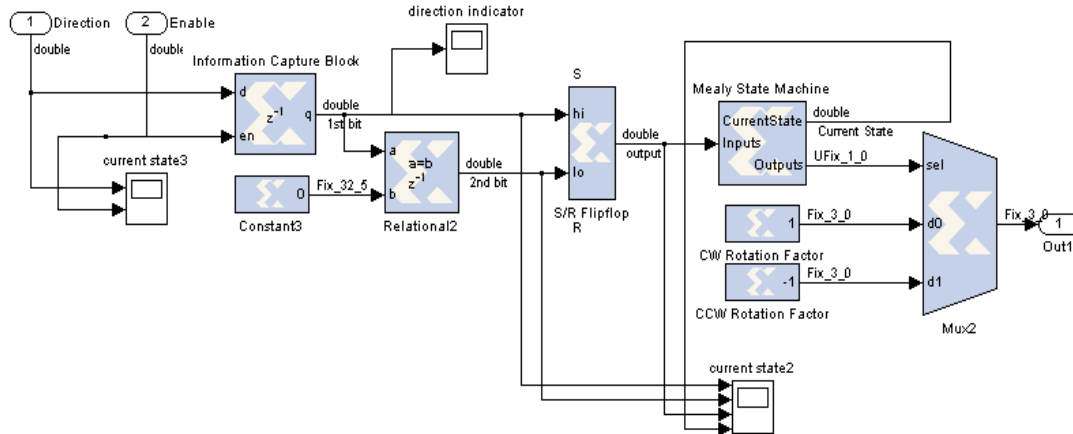 1 Direction
double
2 Enable
double
direction indicator
Information Capture Block
d
en
z⁻¹
q
double
1st bit
current state3
0
Constant3
Fix_32_5
a
b
a=b
z⁻¹
Relational2
double
2nd bit
S
hi
lo
S/R Flipflop
R
double
output
Mealy State Machine
CurrentState
Inputs
Outputs
double
Current State
UFix_1_0
1
CW Rotation Factor
Fix_3_0
-1
CCW Rotation Factor
Fix_3_0
sel
d0
d1
Mux2
Fix_3_0
1
Out1
current state2